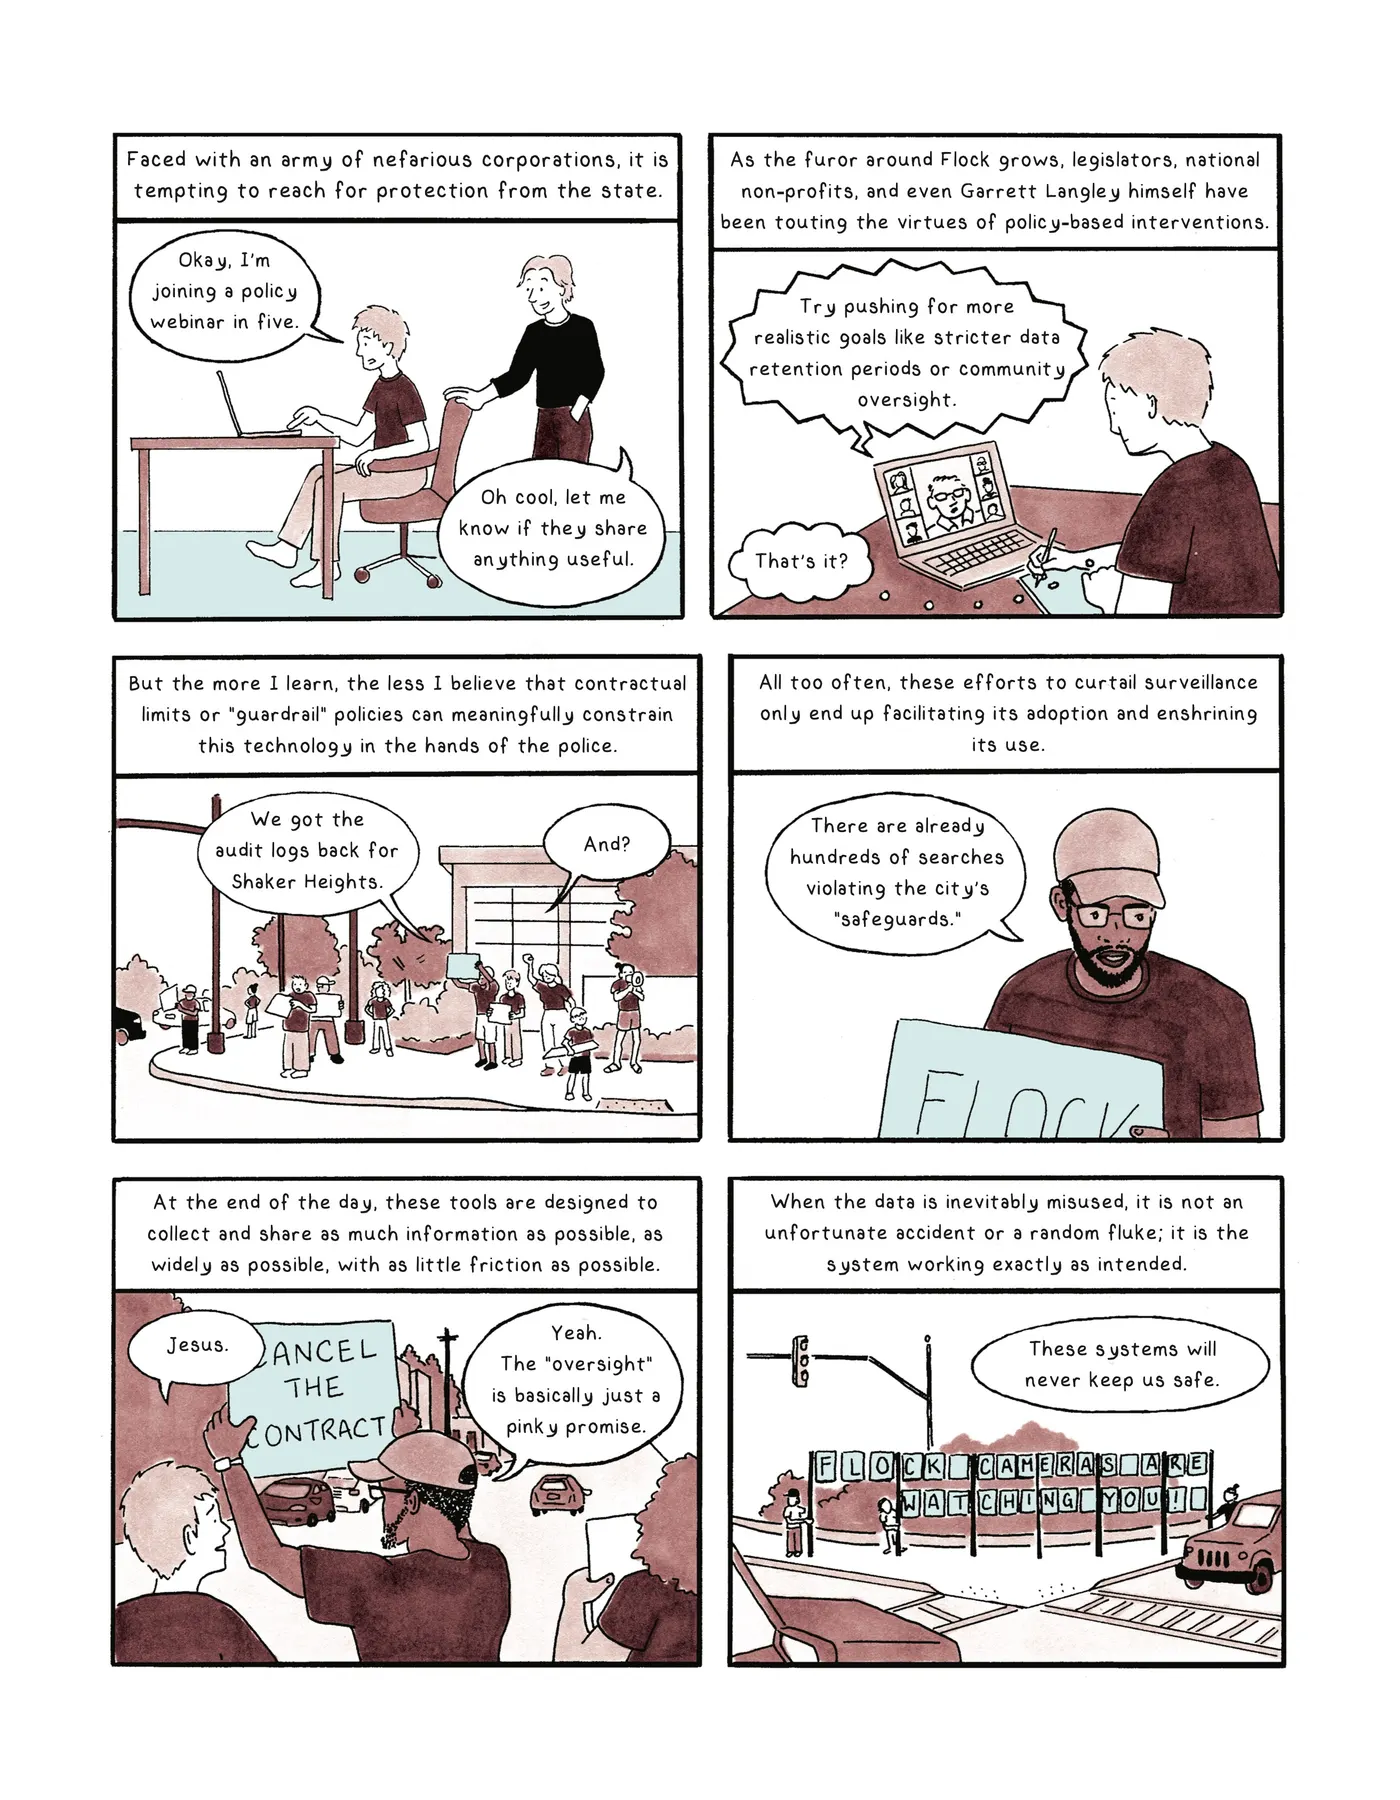 Faced with an army of nefarious corporations, it is
tempting to reach for protection from the state.
Okay, I'm
joining a policy
webinar in five.
Oh cool, let me
know if they share
anything useful.
As the furor around Flock grows, legislators, national
non-profits, and even Garrett Langley himself have
been touting the virtues of policy-based interventions.
Try pushing for more
realistic goals like stricter data
retention periods or community
oversight.
That's it?
But the more I learn, the less I believe that contractual
limits or "guardrail" policies can meaningfully constrain
this technology in the hands of the police.
We got the
audit logs back for
Shaker Heights.
And?
All too often, these efforts to curtail surveillance
only end up facilitating its adoption and enshrining
its use.
There are already
hundreds of searches
violating the city's
"safeguards."
FLOCK
At the end of the day, these tools are designed to
collect and share as much information as possible, as
widely as possible, with as little friction as possible.
Jesus.
CANCEL
THE
CONTRACT
Yeah.
The "oversight"
is basically just a
pinky promise.
When the data is inevitably misused, it is not an
unfortunate accident or a random fluke; it is the
system working exactly as intended.
These systems will
never keep us safe.
FLOCK CAMERAS ARE
WATCHING YOU!